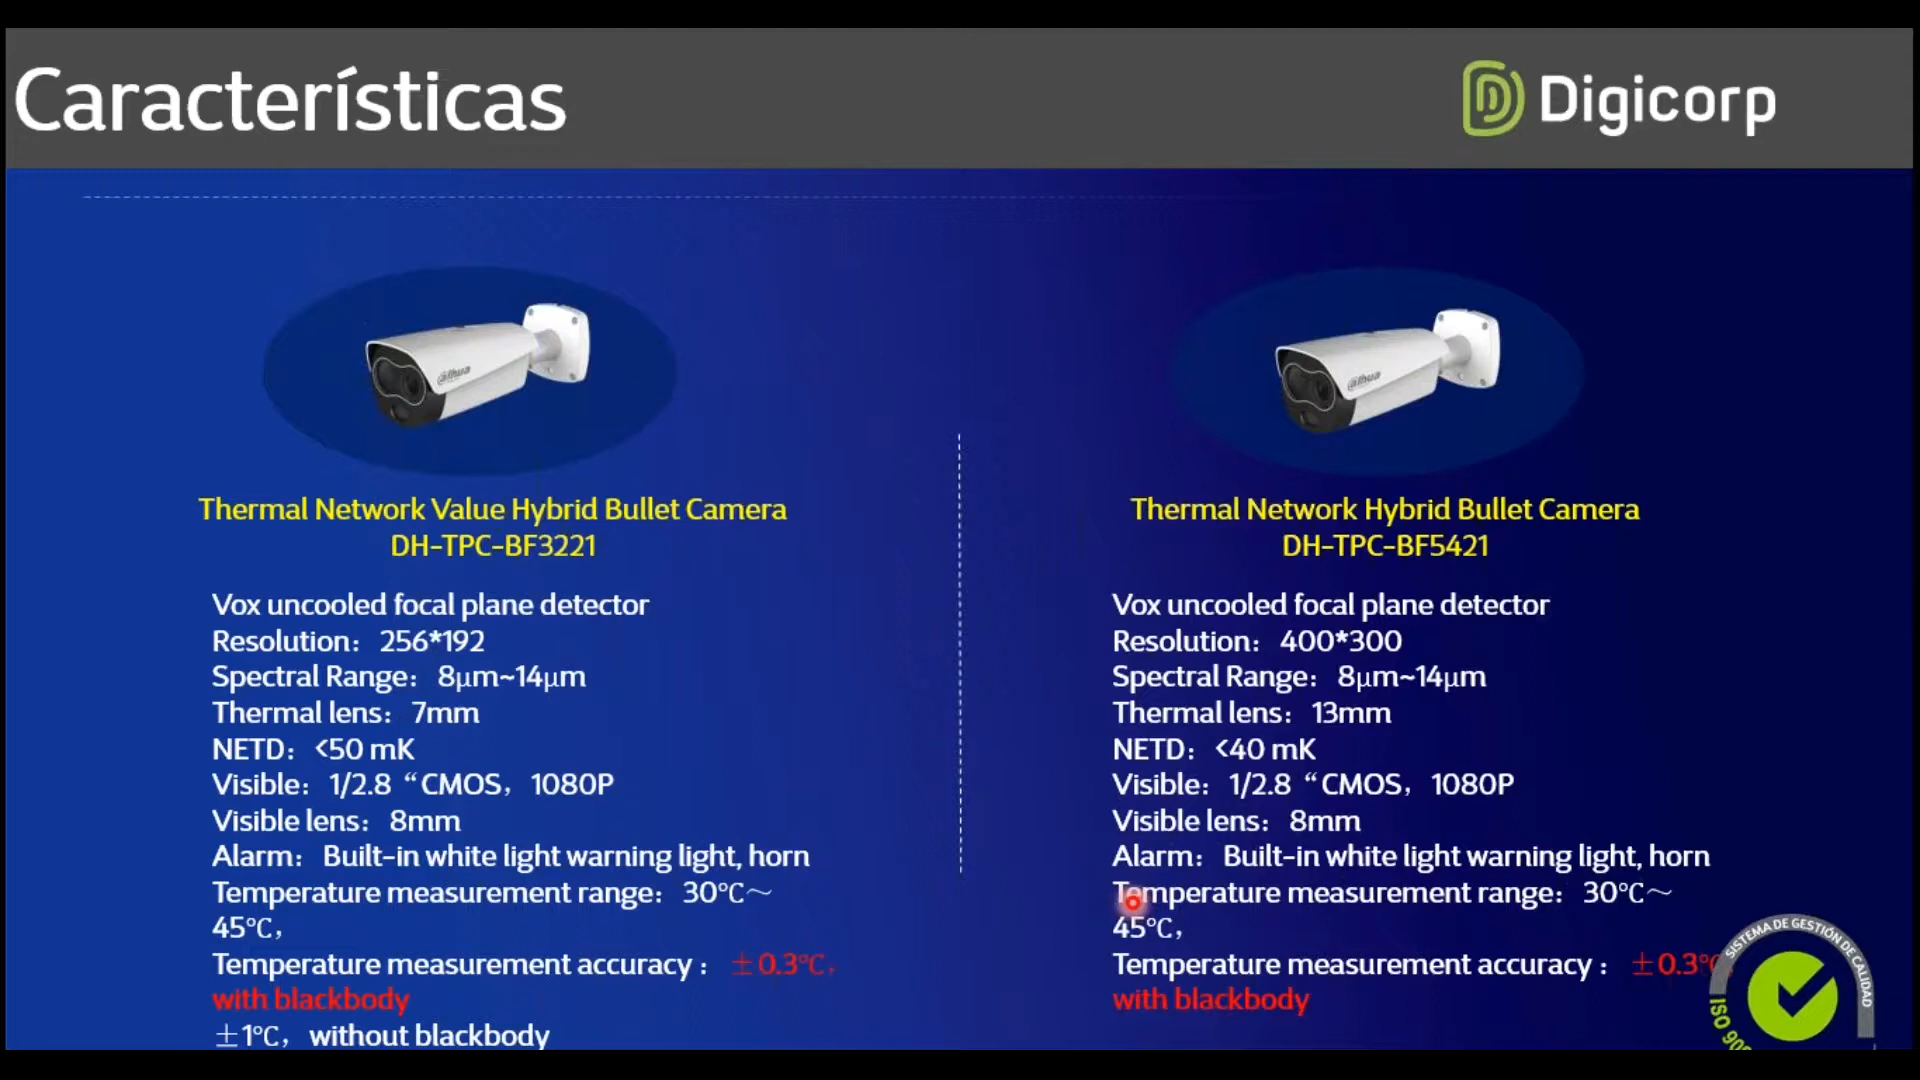 Características
Digicorp
alhua
alhua
Thermal Network Value Hybrid Bullet Camera
DH-TPC-BF3221
Vox uncooled focal plane detector
Resolution： 256*192
Spectral Range： 8μm~14μm
Thermal lens： 7mm
NETD： <50 mK
Visible： 1/2.8 “CMOS， 1080P
Visible lens： 8mm
Alarm： Built-in white light warning light, horn
Temperature measurement range： 30℃～
45℃，
Temperature measurement accuracy： ±0.3℃，
with blackbody
±1℃， without blackbody
Thermal Network Hybrid Bullet Camera
DH-TPC-BF5421
Vox uncooled focal plane detector
Resolution： 400*300
Spectral Range： 8μm~14μm
Thermal lens： 13mm
NETD： <40 mK
Visible： 1/2.8 “CMOS， 1080P
Visible lens： 8mm
Alarm： Built-in white light warning light, horn
Temperature measurement range： 30℃～
45℃，
Temperature measurement accuracy： ±0.3℃
with blackbody
SISTEMA DE GESTIÓN DE CALIDAD
ISO